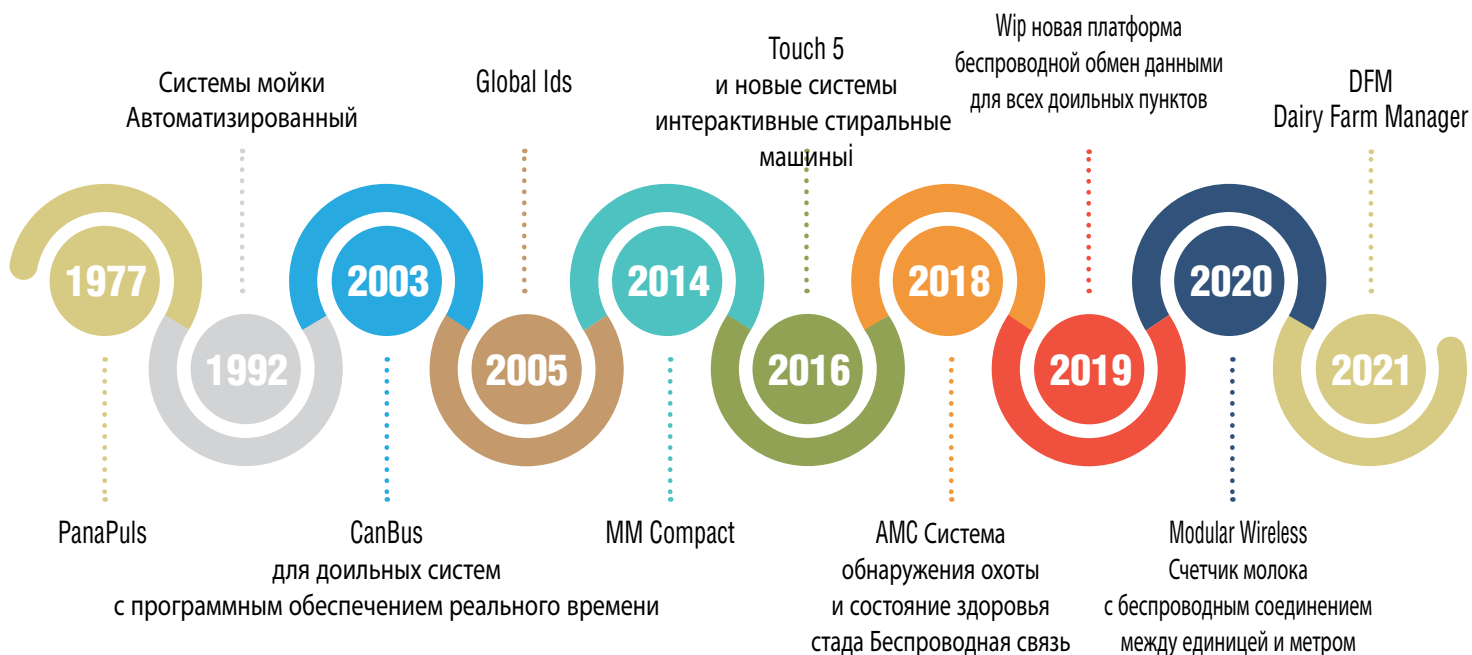 Wip новая платформа
беспроводной обмен данными
для всех доильных пунктов
Touch 5
и новые системы
интерактивные стиральные
машиныi
Системы мойки
Автоматизированный
Global Ids
DFM
Dairy Farm Manager
1977
2003
2014
2018
2020
1992
2005
2016
2019
2021
PanaPuls
CanBus
для доильных систем
с программным обеспечением реального времени
MM Compact
AMC Система
обнаружения охоты
и состояние здоровья
стада Беспроводная связь
Modular Wireless
Счетчик молока
с беспроводным соединением
между единицей и метром